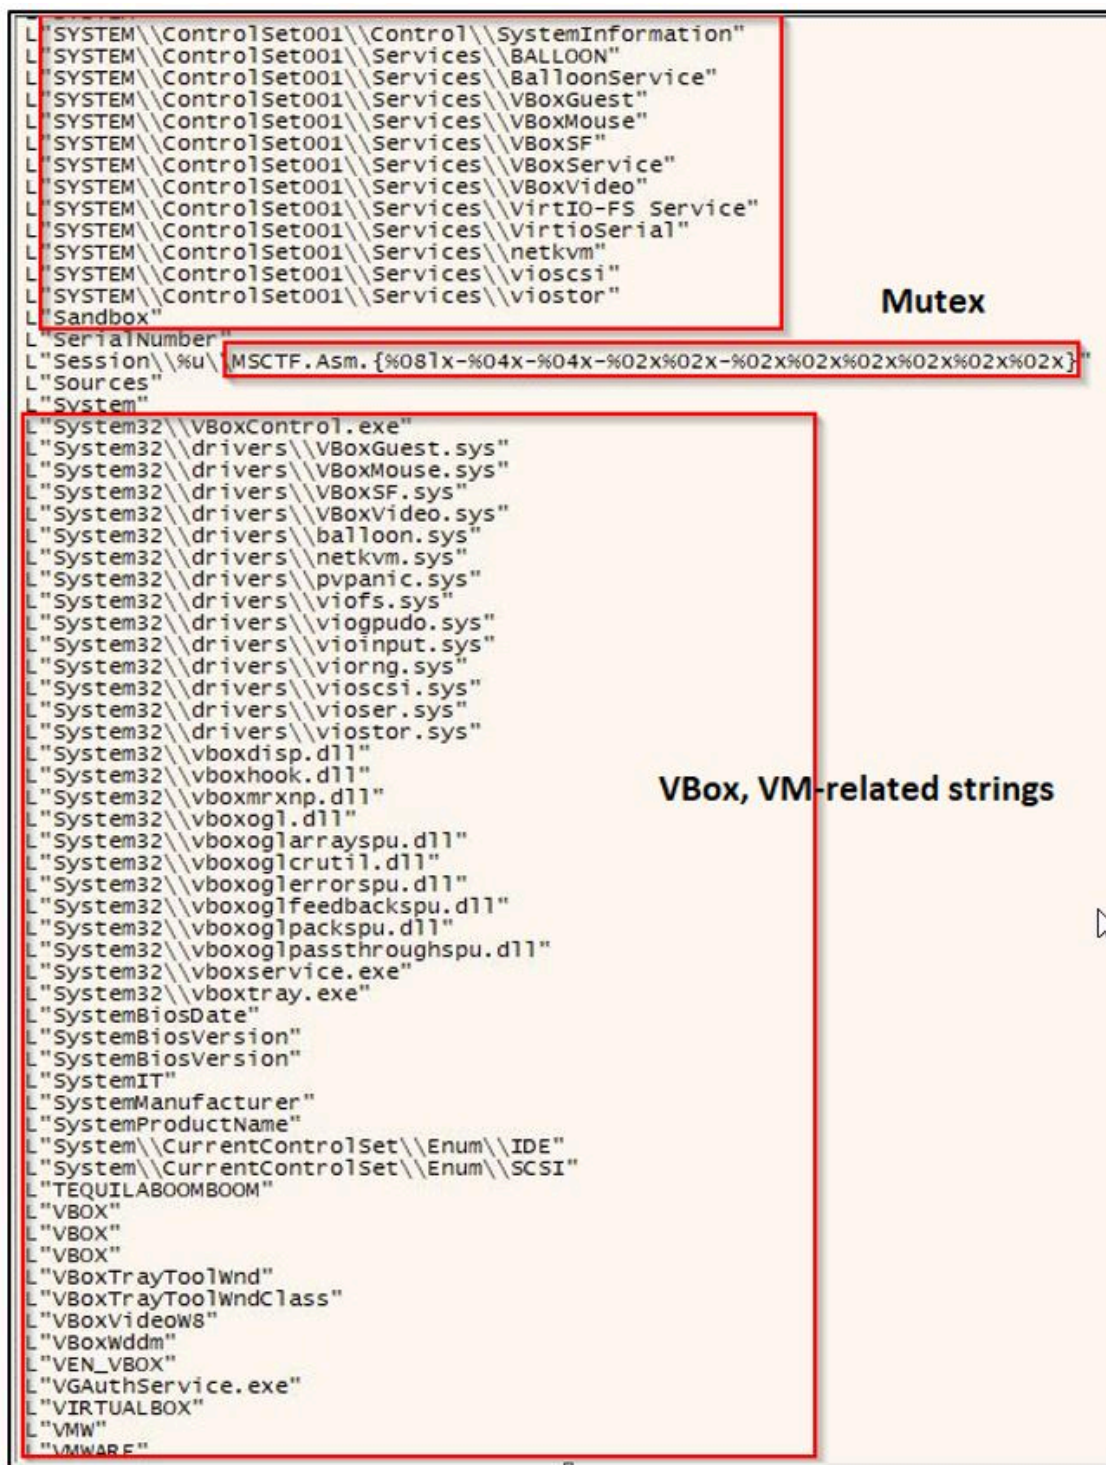 L"SYSTEM\\ControlSet001\\Control\\SystemInformation"
L"SYSTEM\\ControlSet001\\Services\\BALLOON"
L"SYSTEM\\ControlSet001\\Services\\BalloonService"
L"SYSTEM\\ControlSet001\\Services\\VBoxGuest"
L"SYSTEM\\ControlSet001\\Services\\VBoxMouse"
L"SYSTEM\\ControlSet001\\Services\\VBoxSF"
L"SYSTEM\\ControlSet001\\Services\\VBoxService"
L"SYSTEM\\ControlSet001\\Services\\VBoxVideo"
L"SYSTEM\\ControlSet001\\Services\\VirtIO-FS Service"
L"SYSTEM\\ControlSet001\\Services\\VirtioSerial"
L"SYSTEM\\ControlSet001\\Services\\netkvm"
L"SYSTEM\\ControlSet001\\Services\\vioscsi"
L"SYSTEM\\ControlSet001\\Services\\viostor"
Mutex
L"Sandbox"
L"SerialNumber"
L"Session\\%u\\MSCTF.Asm.{%08lx-%04x-%04x-%02x%02x-%02x%02x%02x%02x%02x%02x}"
L"Sources"
L"System"
L"System32\\VBoxControl.exe"
L"System32\\drivers\\VBoxGuest.sys"
L"System32\\drivers\\VBoxMouse.sys"
L"System32\\drivers\\VBoxSF.sys"
L"System32\\drivers\\VBoxVideo.sys"
L"System32\\drivers\\balloon.sys"
L"System32\\drivers\\netkvm.sys"
L"System32\\drivers\\pvpanic.sys"
L"System32\\drivers\\viofs.sys"
L"System32\\drivers\\viogpudo.sys"
L"System32\\drivers\\vioinput.sys"
L"System32\\drivers\\viorng.sys"
L"System32\\drivers\\vioscsi.sys"
L"System32\\drivers\\vioser.sys"
L"System32\\drivers\\viostor.sys"
L"System32\\vboxdisp.dll"
L"System32\\vboxhook.dll"
L"System32\\vboxmrxnp.dll"
VBox, VM-related strings
L"System32\\vboxogl.dll"
L"System32\\vboxoglarrayspu.dll"
L"System32\\vboxoglcrutil.dll"
L"System32\\vboxoglerrorspu.dll"
L"System32\\vboxoglfeedbackspu.dll"
L"System32\\vboxoglpackspu.dll"
L"System32\\vboxoglpassthroughspu.dll"
L"System32\\vboxservice.exe"
L"System32\\vboxtray.exe"
L"SystemBiosDate"
L"SystemBiosVersion"
L"SystemBiosVersion"
L"SystemIT"
L"SystemManufacturer"
L"SystemProductName"
L"System\\CurrentControlSet\\Enum\\IDE"
L"System\\CurrentControlSet\\Enum\\SCSI"
L"TEQUILABOOMBOOM"
L"VBOX"
L"VBOX"
L"VBOX"
L"VBoxTrayToolWnd"
L"VBoxTrayToolWndClass"
L"VBoxVideoW8"
L"VBoxWddm"
L"VEN_VBOX"
L"VGAuthService.exe"
L"VIRTUALBOX"
L"VMW"
L"VMWARE"